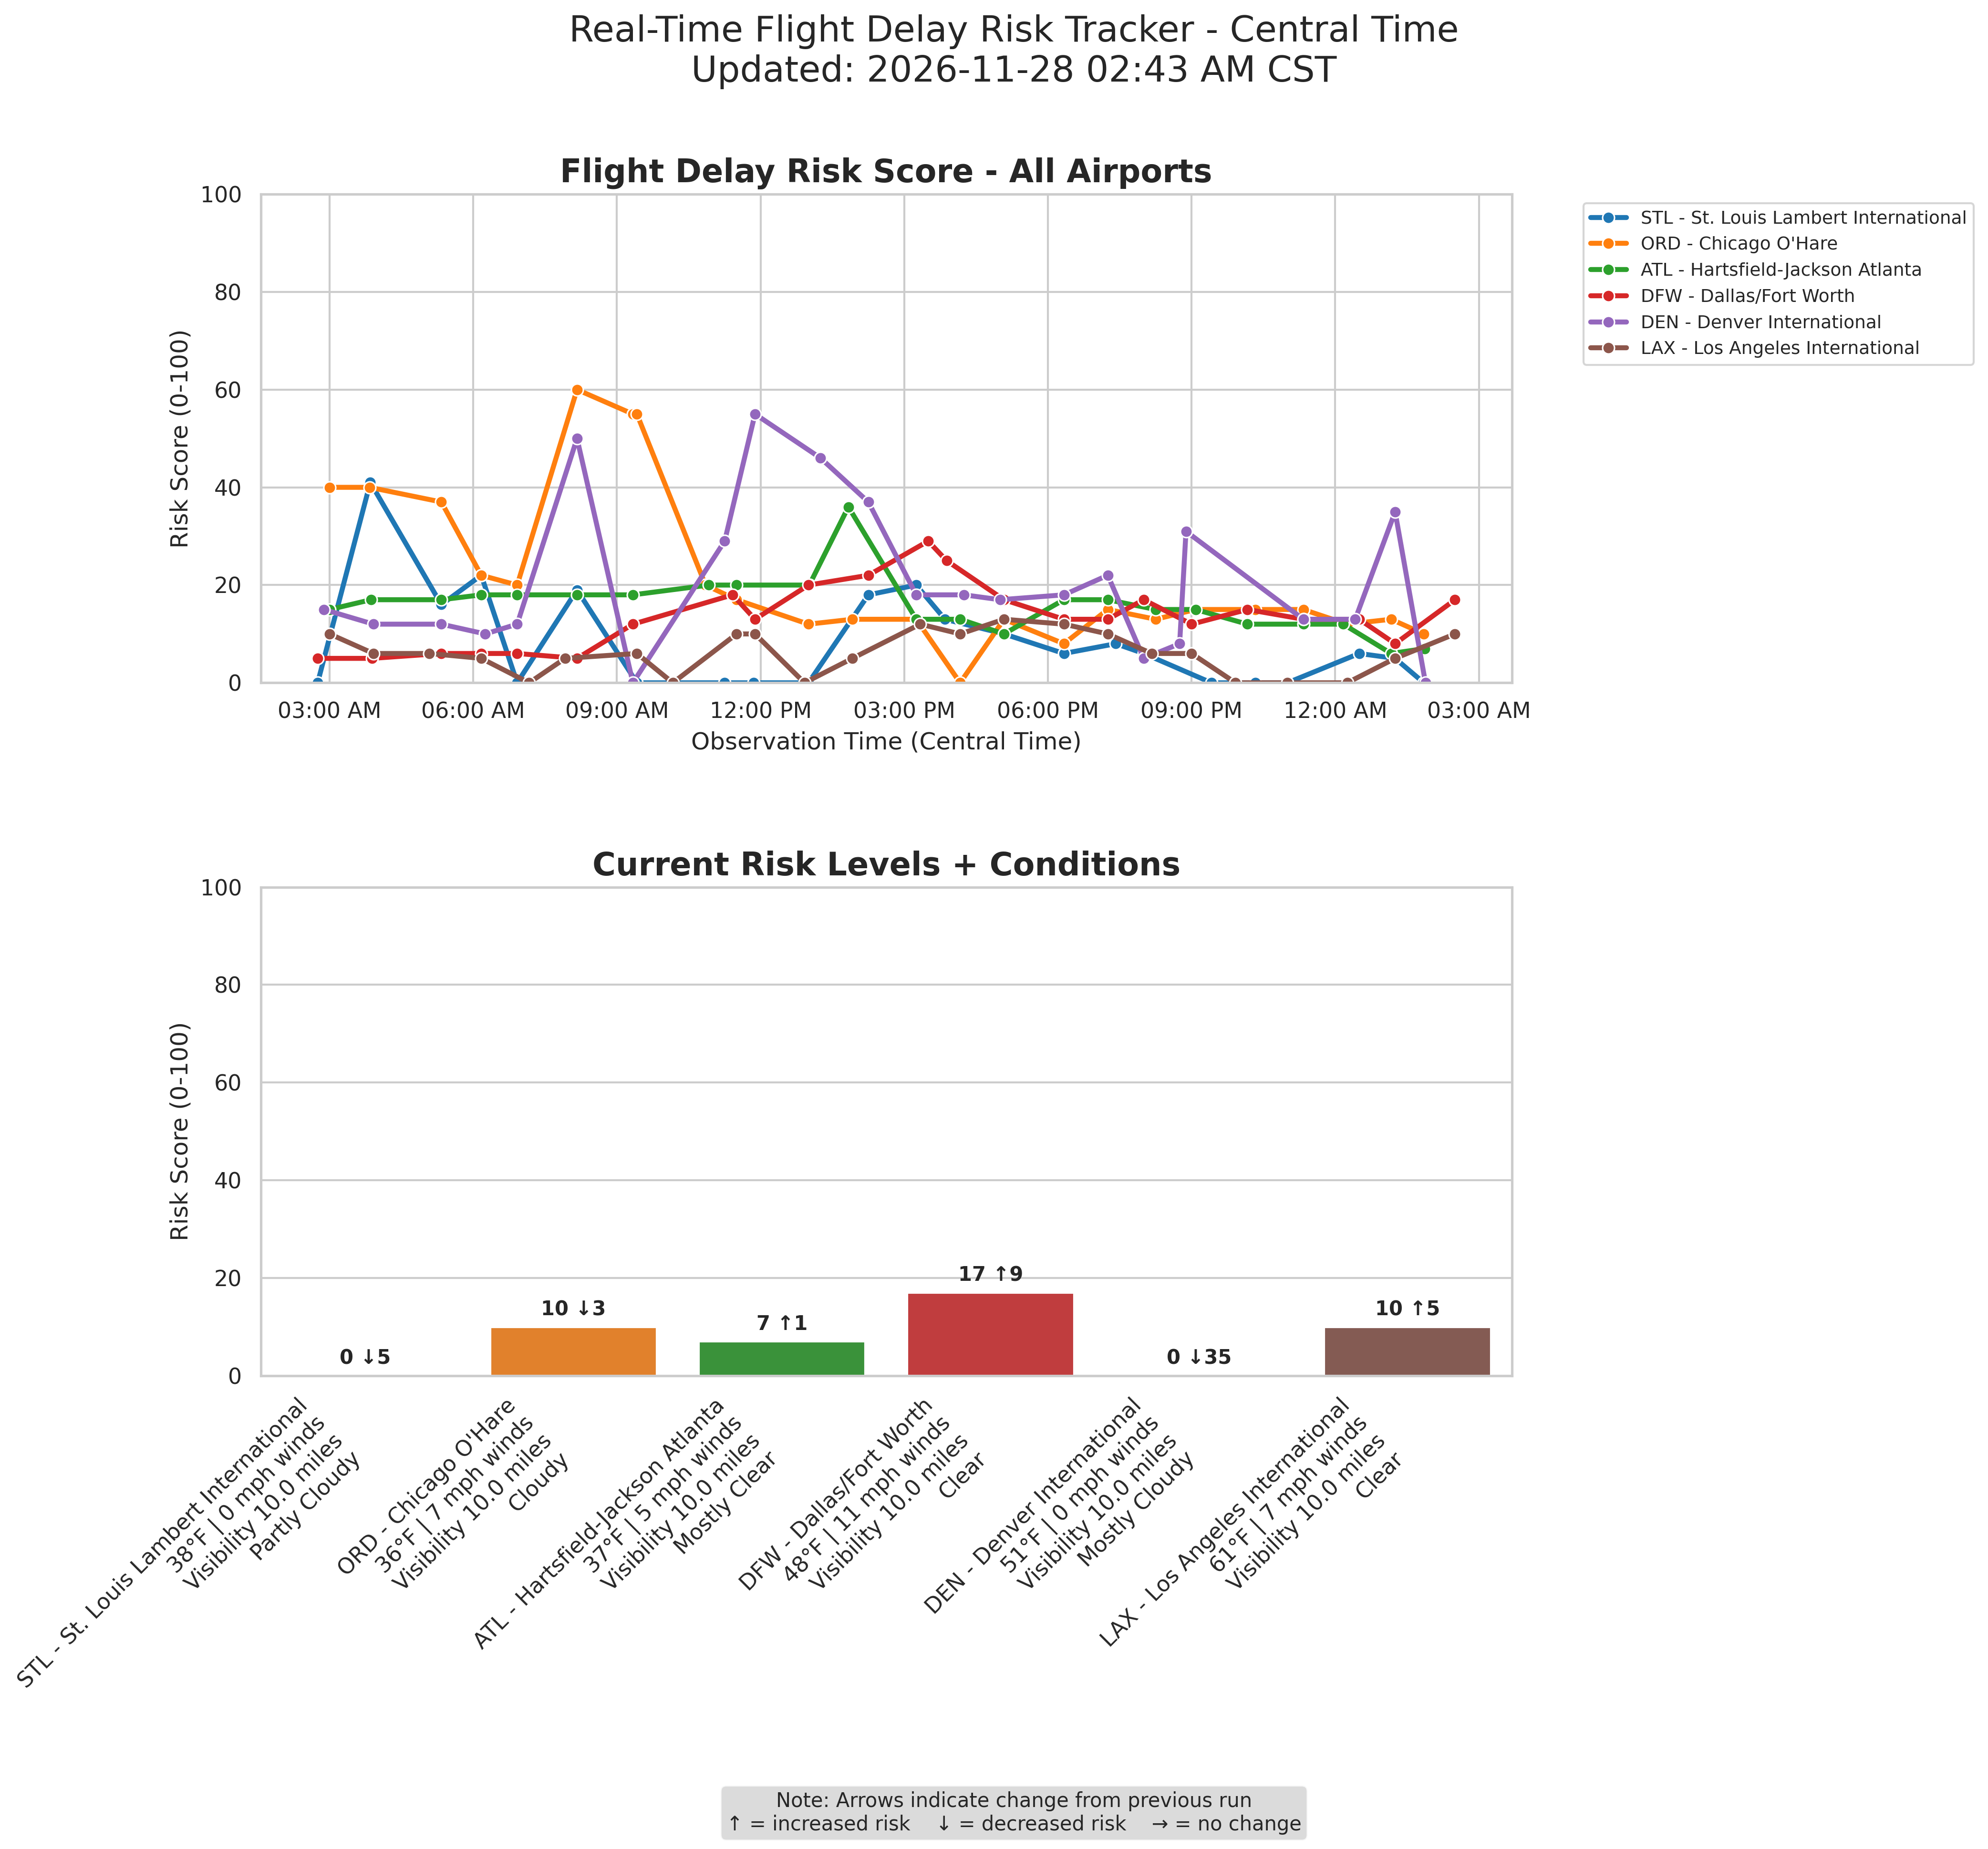 Real-Time Flight Delay Risk Tracker - Central Time
Updated: 2026-11-28 02:43 AM CST
Flight Delay Risk Score - All Airports
Risk Score (0-100)
100
80
60
40
20
0
03:00 AM
06:00 AM
09:00 AM
12:00 PM
03:00 PM
06:00 PM
09:00 PM
12:00 AM
03:00 AM
Observation Time (Central Time)
STL - St. Louis Lambert International
ORD - Chicago O'Hare
ATL - Hartsfield-Jackson Atlanta
DFW - Dallas/Fort Worth
DEN - Denver International
LAX - Los Angeles International
Current Risk Levels + Conditions
Risk Score (0-100)
100
80
60
40
20
0
0 ↓5
10 ↓3
7 ↑1
17 ↑9
0 ↓35
10 ↑5
STL - St. Louis Lambert International
38°F | 0 mph winds
Visibility 10.0 miles
Partly Cloudy
ORD - Chicago O'Hare
36°F | 7 mph winds
Visibility 10.0 miles
Cloudy
ATL - Hartsfield-Jackson Atlanta
37°F | 5 mph winds
Visibility 10.0 miles
Mostly Clear
DFW - Dallas/Fort Worth
48°F | 11 mph winds
Visibility 10.0 miles
Clear
DEN - Denver International
51°F | 0 mph winds
Visibility 10.0 miles
Mostly Cloudy
LAX - Los Angeles International
61°F | 7 mph winds
Visibility 10.0 miles
Clear
Note: Arrows indicate change from previous run
↑ = increased risk ↓ = decreased risk → = no change